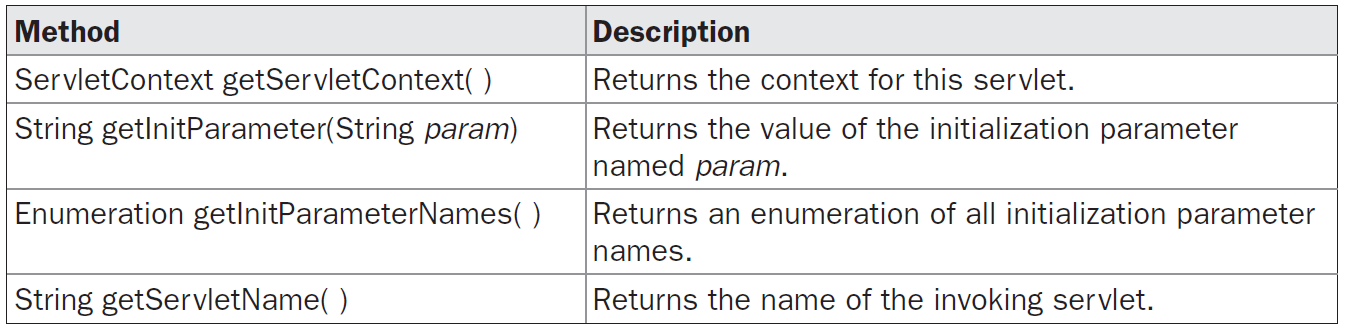 Method Description
ServletContext getServletContext( ) Returns the context for this servlet.
String getInitParameter(String param) Returns the value of the initialization parameter
named param.
Enumeration getInitParameterNames( ) Returns an enumeration of all initialization parameter
names.
String getServletName( ) Returns the name of the invoking servlet.